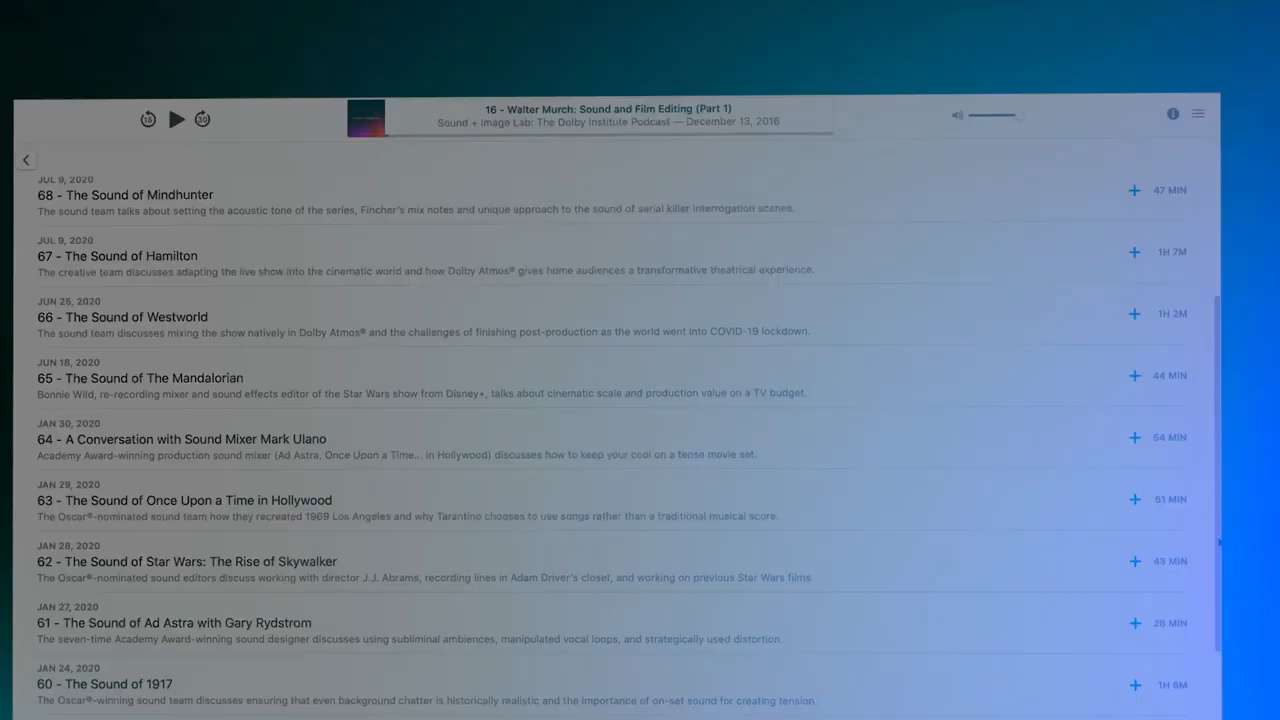 15
30
16 - Walter Murch: Sound and Film Editing (Part 1)
Sound + Image Lab: The Dolby Institute Podcast — December 13, 2016
JUL 9, 2020
68 - The Sound of Mindhunter
47 MIN
The sound team talks about setting the acoustic tone of the series, Fincher's mix notes and unique approach to the sound of serial killer interrogation scenes.
JUL 9, 2020
67 - The Sound of Hamilton
1H 7M
The creative team discusses adapting the live show into the cinematic world and how Dolby Atmos® gives home audiences a transformative theatrical experience.
JUN 25, 2020
66 - The Sound of Westworld
1H 2M
The sound team discusses mixing the show natively in Dolby Atmos® and the challenges of finishing post-production as the world went into COVID-19 lockdown.
JUN 18, 2020
65 - The Sound of The Mandalorian
44 MIN
Bonnie Wild, re-recording mixer and sound effects editor of the Star Wars show from Disney+, talks about cinematic scale and production value on a TV budget.
JAN 30, 2020
64 - A Conversation with Sound Mixer Mark Ulano
54 MIN
Academy Award-winning production sound mixer (Ad Astra, Once Upon a Time... in Hollywood) discusses how to keep your cool on a tense movie set.
JAN 29, 2020
63 - The Sound of Once Upon a Time in Hollywood
51 MIN
The Oscar®-nominated sound team how they recreated 1969 Los Angeles and why Tarantino chooses to use songs rather than a traditional musical score.
JAN 28, 2020
62 - The Sound of Star Wars: The Rise of Skywalker
49 MIN
The Oscar®-nominated sound editors discuss working with director J.J. Abrams, recording lines in Adam Driver's closet, and working on previous Star Wars films.
JAN 27, 2020
61 - The Sound of Ad Astra with Gary Rydstrom
28 MIN
The seven-time Academy Award-winning sound designer discusses using subliminal ambiences, manipulated vocal loops, and strategically used distortion.
JAN 24, 2020
60 - The Sound of 1917
1H 6M
The Oscar®-winning sound team discusses ensuring that even background chatter is historically realistic and the importance of on-set sound for creating tension.